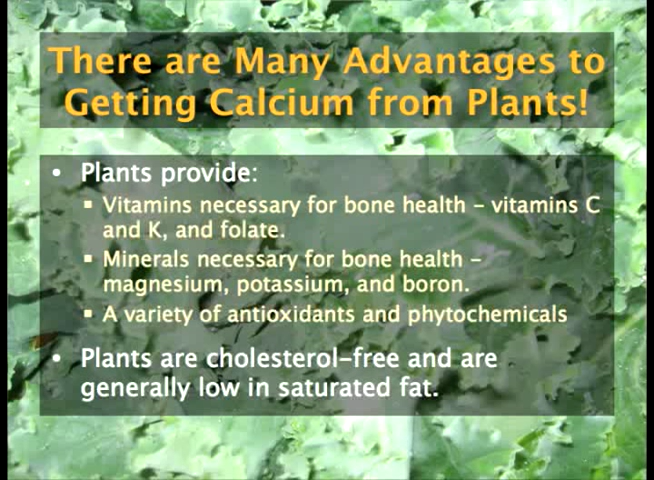 There are Many Advantages to
Getting Calcium from Plants!
• Plants provide:
▪ Vitamins necessary for bone health – vitamins C
and K, and folate.
▪ Minerals necessary for bone health –
magnesium, potassium, and boron.
▪ A variety of antioxidants and phytochemicals
• Plants are cholesterol-free and are
generally low in saturated fat.